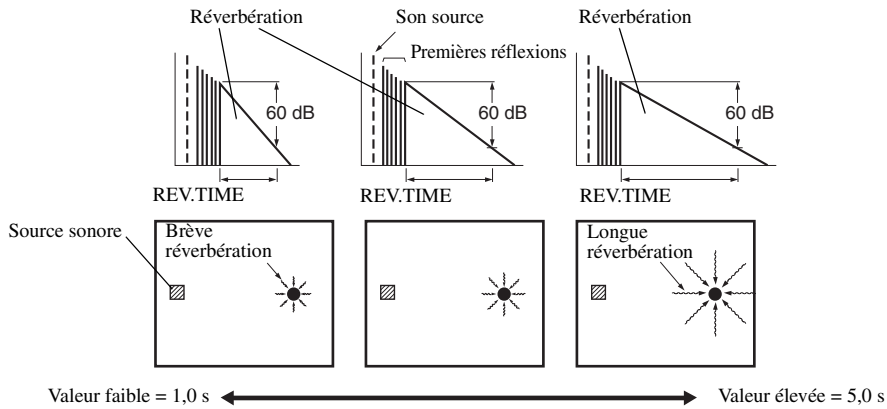 Réverbération
Son source
Réverbération
Premières réflexions
60 dB
60 dB
60 dB
REV.TIME
REV.TIME
REV.TIME
Source sonore
Brève
réverbération
Longue
réverbération
Valeur faible = 1,0 s
Valeur élevée = 5,0 s